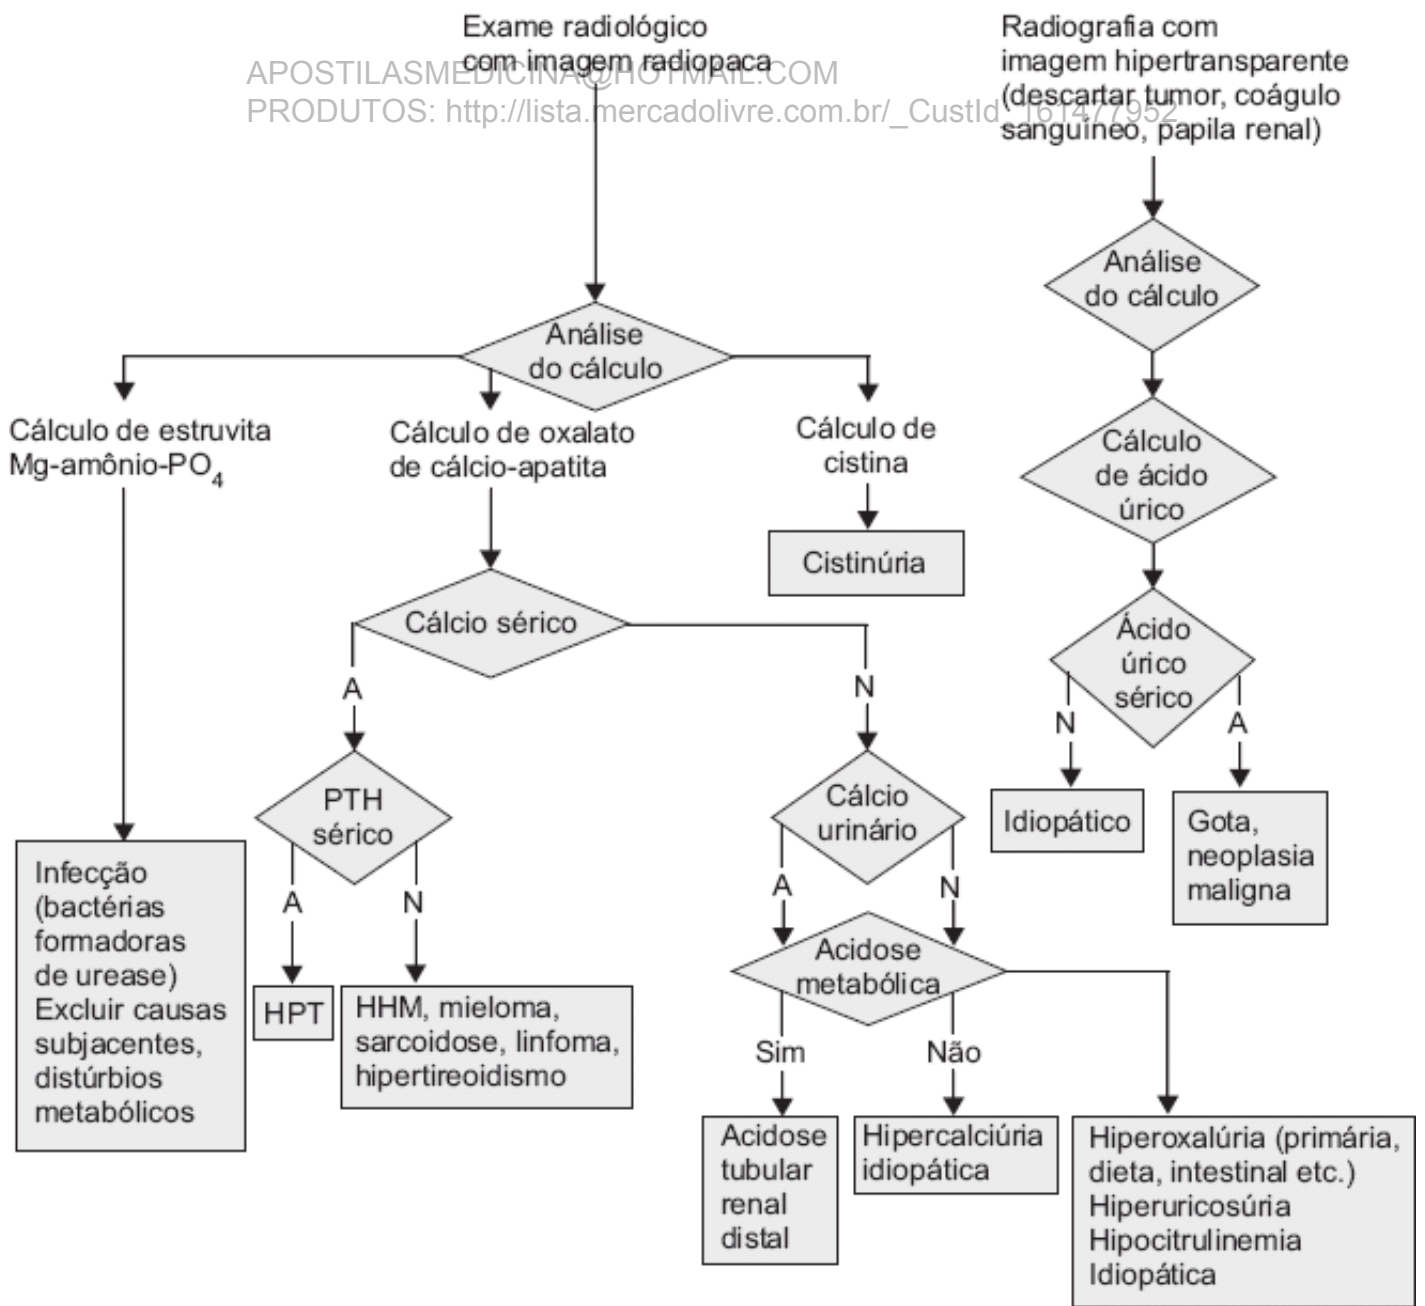 Exame radiológico
com imagem radiopaca
Radiografia com
imagem hipertransparente
(descartar tumor, coágulo
sanguíneo, papila renal)
APOSTILASMEDICINA@HOTMAIL.COM
PRODUTOS: http://lista.mercadolivre.com.br/_CustId_161477952
Análise
do cálculo
Análise
do cálculo
Cálculo de estruvita
Mg-amônio-PO4
Cálculo de oxalato
de cálcio-apatita
Cálculo de
cistina
Cálculo
de ácido
úrico
Cistinúria
Cálcio sérico
Ácido
úrico
sérico
A
N
N
A
PTH
sérico
Cálcio
urinário
Idiopático
Gota,
neoplasia
maligna
Infecção
(bactérias
formadoras
de urease)
Excluir causas
subjacentes,
distúrbios
metabólicos
A
N
A
N
HPT
HHM, mieloma,
sarcoidose, linfoma,
hipertireoidismo
Acidose
metabólica
Sim
Não
Acidose
tubular
renal
distal
Hipercalciúria
idiopática
Hiperoxalúria (primária,
dieta, intestinal etc.)
Hiperuricosúria
Hipocitrulinemia
Idiopática